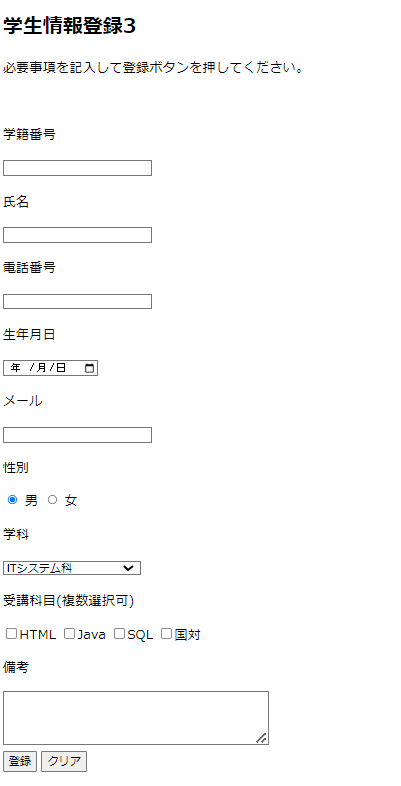 学生情報登録3
必要事項を記入して登録ボタンを押してください。
学籍番号
氏名
電話番号
生年月日
年 /月/日
メール
性別
男 女
学科
ITシステム科
受講科目(複数選択可)
HTML Java SQL 国対
備考
登録 クリア